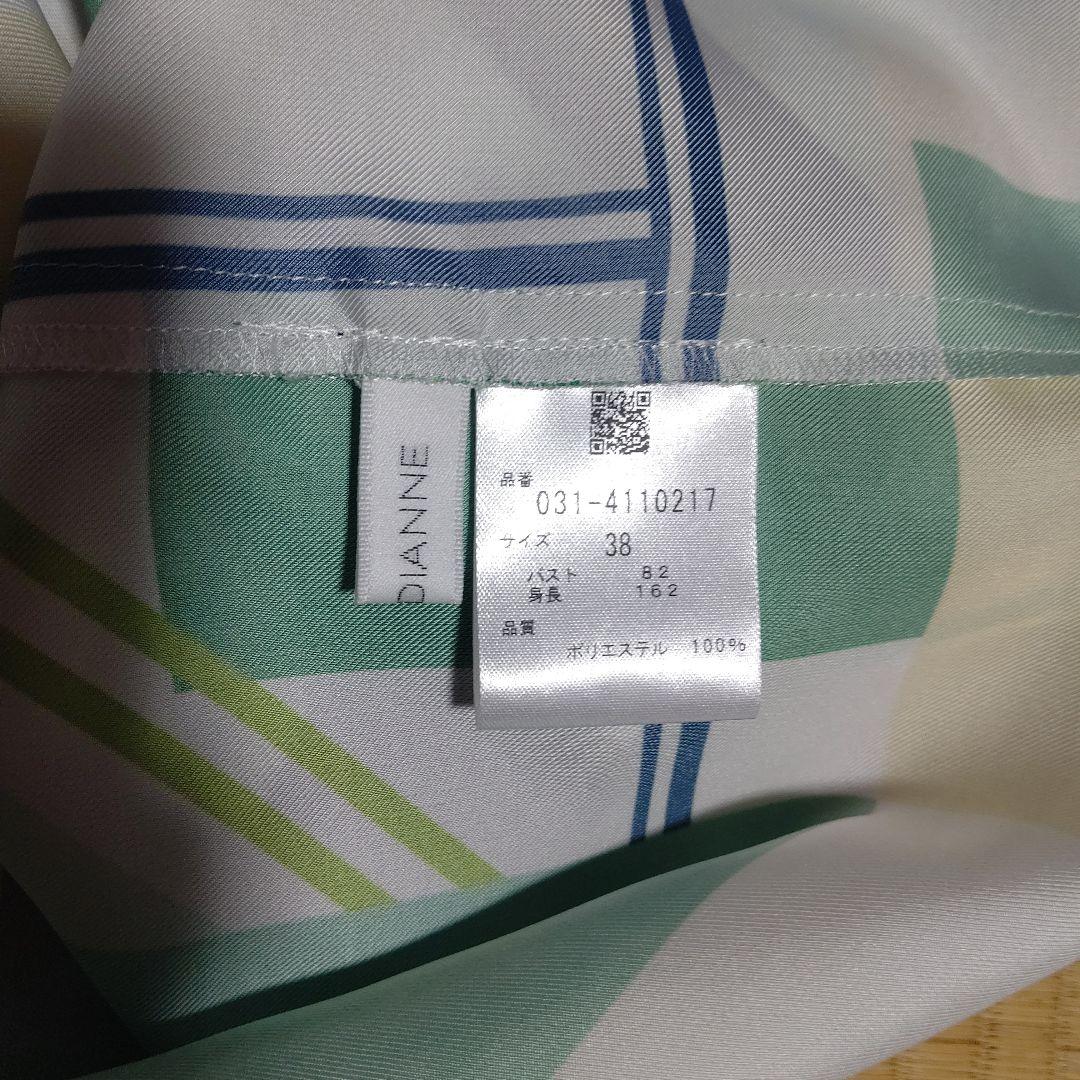 DIANNE
品番
031-4110217
サイズ 38
バスト 82
身長 162
品質
ポリエステル 100%